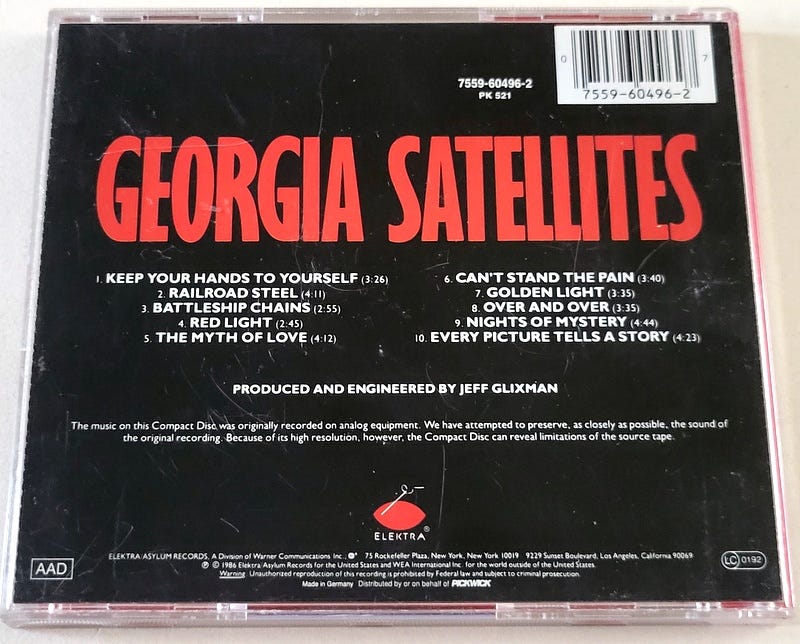 7559-60496-2
PK 521
0 7
7559-60496-2
GEORGIA SATELLITES
1. KEEP YOUR HANDS TO YOURSELF (3:26)
2. RAILROAD STEEL (4:11)
3. BATTLESHIP CHAINS (2:55)
4. RED LIGHT (2:45)
5. THE MYTH OF LOVE (4:12)
6. CAN'T STAND THE PAIN (3:40)
7. GOLDEN LIGHT (3:35)
8. OVER AND OVER (3:35)
9. NIGHTS OF MYSTERY (4:44)
10. EVERY PICTURE TELLS A STORY (4:23)
PRODUCED AND ENGINEERED BY JEFF GLIXMAN
The music on this Compact Disc was originally recorded on analog equipment. We have attempted to preserve, as closely as possible, the sound of
the original recording. Because of its high resolution, however, the Compact Disc can reveal limitations of the source tape.
ELEKTRA®
AAD
ELEKTRA/ASYLUM RECORDS, A Division of Warner Communications Inc., 75 Rockefeller Plaza, New York, New York 10019 9229 Sunset Boulevard, Los Angeles, California 90069
℗ © 1986 Elektra/Asylum Records for the United States and WEA International Inc. for the world outside of the United States.
Warning: Unauthorized reproduction of this recording is prohibited by Federal law and subject to criminal prosecution.
Made in Germany Distributed by or on behalf of PICKWICK
LC 0192